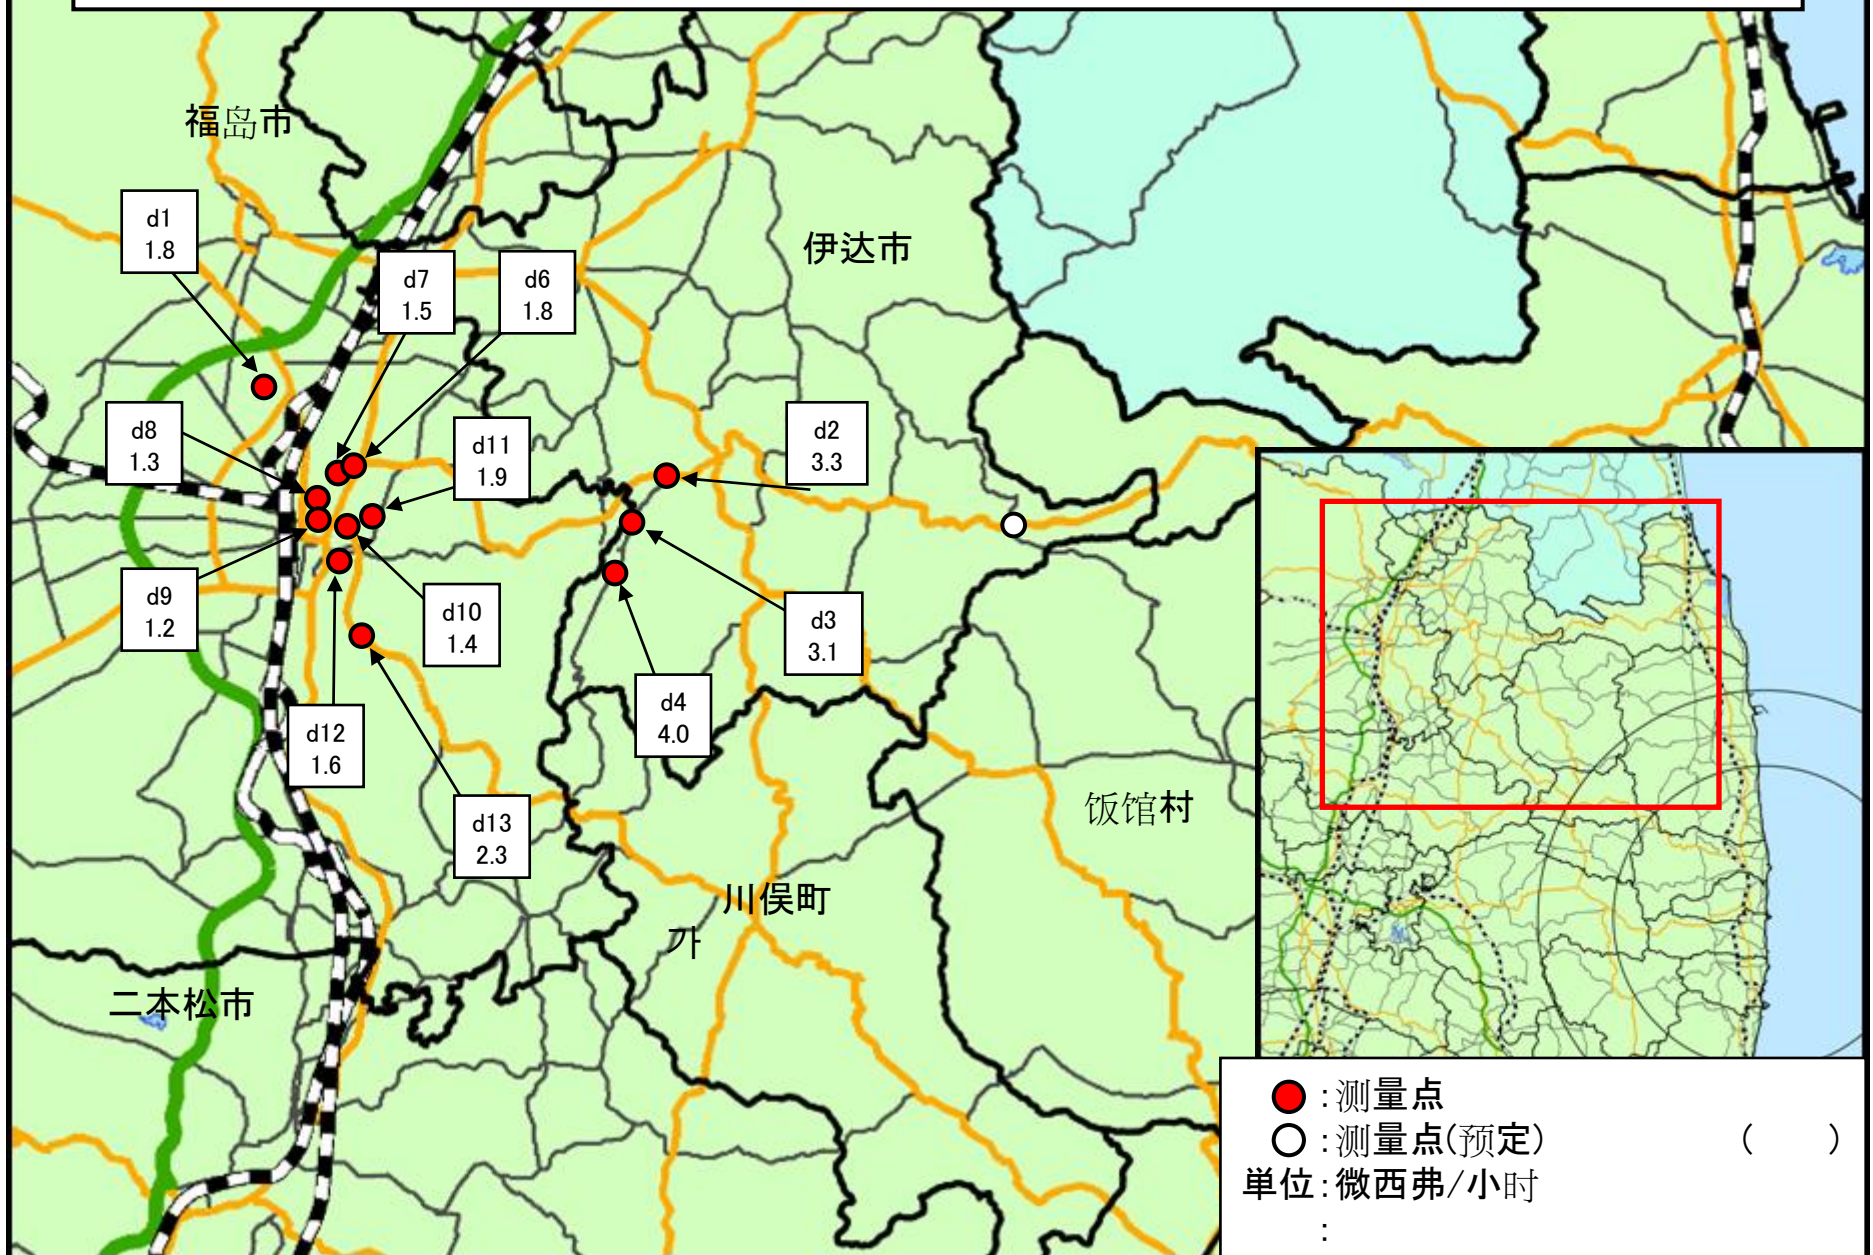 福岛市
d1
1.8
伊达市
d7
1.5
d6
1.8
d8
1.3
d11
1.9
d2
3.3
d9
1.2
d10
1.4
d3
3.1
d4
4.0
d12
1.6
饭馆村
d13
2.3
川俣町
가
二本松市
:测量点
:测量点(预定) ( )
単位:微西弗/小时
: